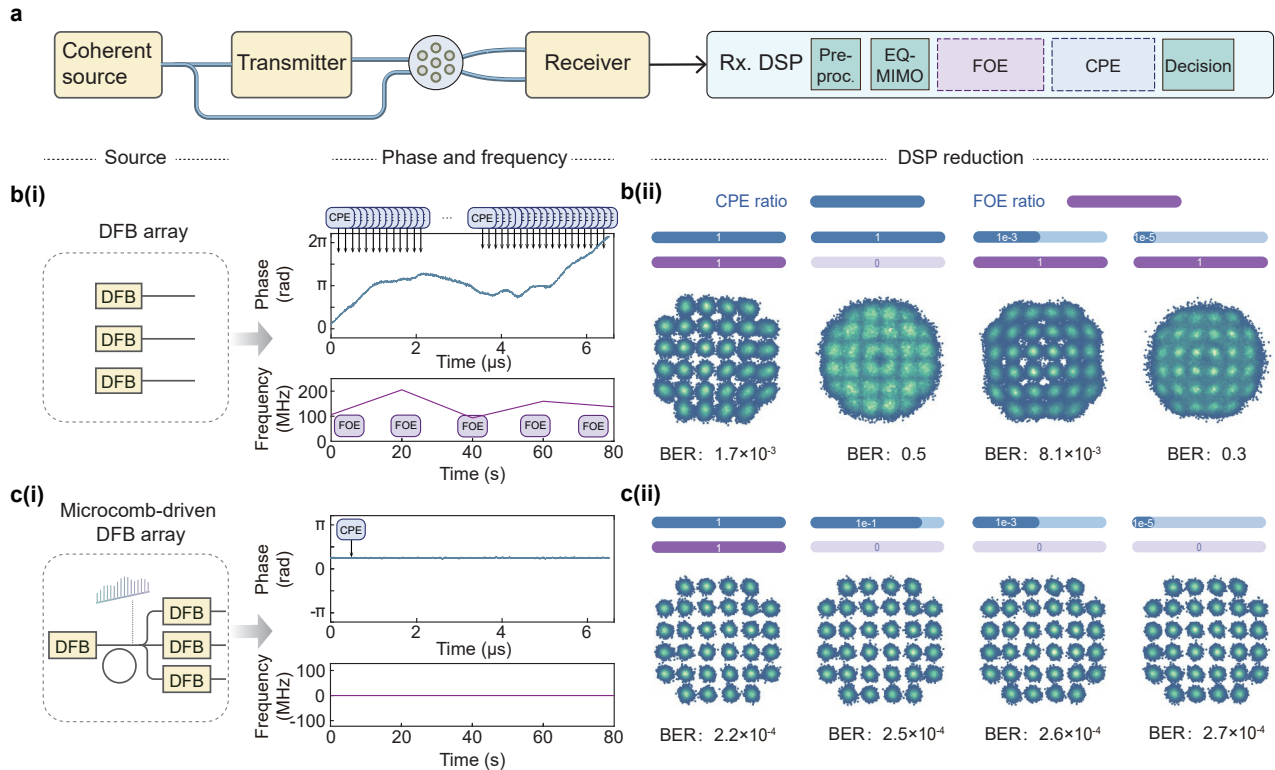 a
Coherent
source
Transmitter
Receiver
Rx. DSP
Pre-
proc.
EQ-
MIMO
FOE
CPE
Decision
Source
Phase and frequency
DSP reduction
b(i)
DFB array
DFB
DFB
DFB
CPE
...
CPE
2π
π
0
Phase
(rad)
0 2 4 6
Time (μs)
200
100
0
Frequency
(MHz)
FOE FOE FOE FOE FOE
0 20 40 60 80
Time (s)
b(ii)
CPE ratio
FOE ratio
1 1 1e-3 1e-5
1 0 1 1
BER: 1.7×10-3
BER: 0.5
BER: 8.1×10-3
BER: 0.3
c(i)
Microcomb-driven
DFB array
DFB
DFB
DFB
DFB
CPE
π
0
-π
Phase
(rad)
0 2 4 6
Time (μs)
100
0
-100
Frequency
(MHz)
0 20 40 60 80
Time (s)
c(ii)
1 1e-1 1e-3 1e-5
1 0 0 0
BER: 2.2×10-4
BER: 2.5×10-4
BER: 2.6×10-4
BER: 2.7×10-4